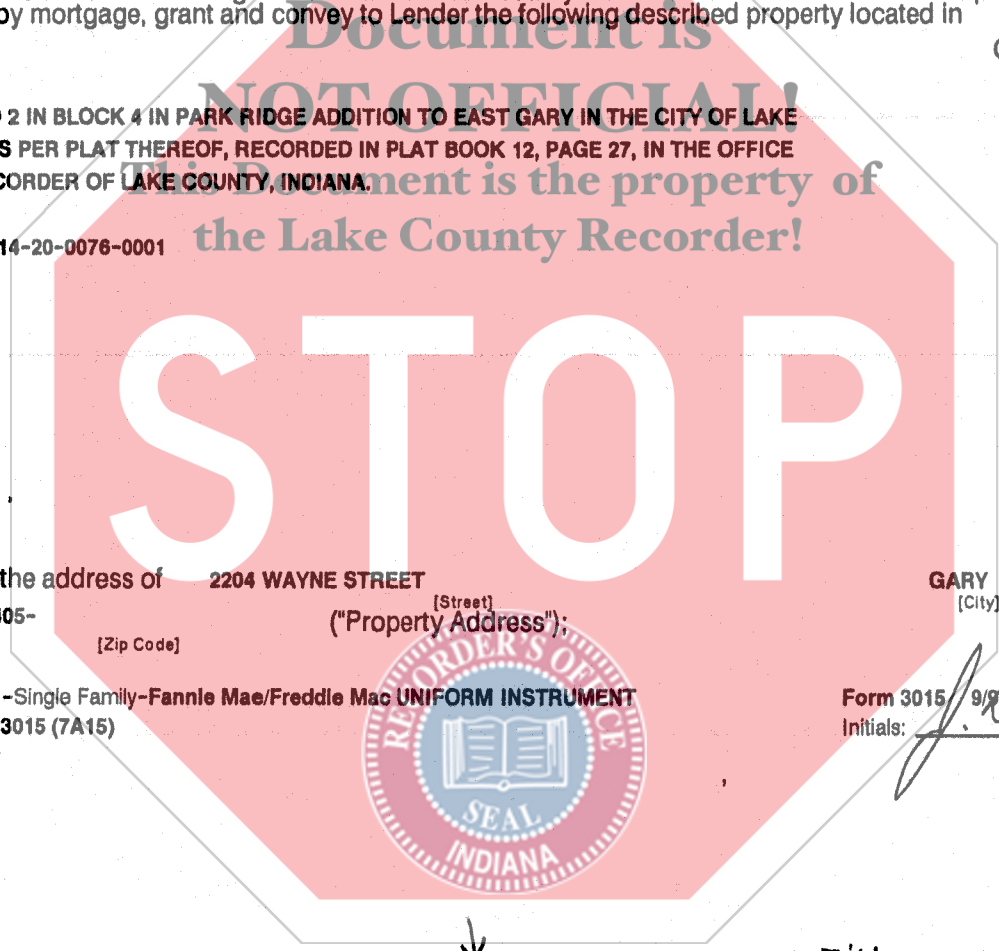 by mortgage, grant and convey to Lender the following described property located in
Document is
NOT OFFICIAL!
2 IN BLOCK 4 IN PARK RIDGE ADDITION TO EAST GARY IN THE CITY OF LAKE
S PER PLAT THEREOF, RECORDED IN PLAT BOOK 12, PAGE 27, IN THE OFFICE
CORDER OF LAKE COUNTY, INDIANA.
This Document is the property of
the Lake County Recorder!
14-20-0076-0001
STOP
the address of 2204 WAYNE STREET GARY
[Street] [City]
05- ("Property Address");
[Zip Code]
-Single Family-Fannie Mae/Freddie Mac UNIFORM INSTRUMENT Form 3015 9/9
3015 (7A15) Initials:
RECORDER'S OFFICE
SEAL
INDIANA